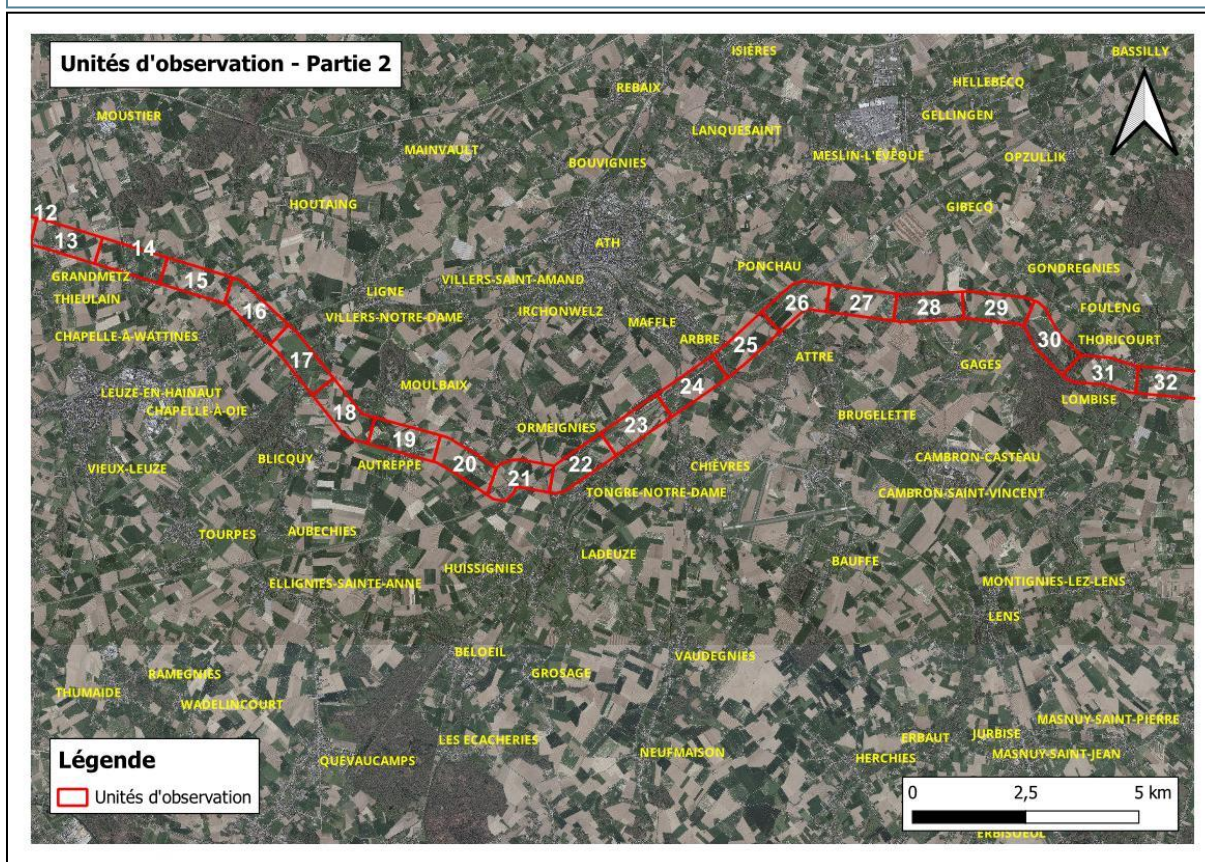 Unités d'observation - Partie 2
ISIÈRES
BASSILLY
REBAIX
HELLEBECQ
MOUSTIER
GELLINGEN
LANQUESAINT
MAINVAULT
BOUVIGNIES
MESLIN-L'ÉVÊQUE
OPZULLIK
HOUTAING
GIBECQ
12
13
14
ATH
GRANDMETZ
15
PONCHAU
GONDREGNIES
THIEULAIN
LIGNE
VILLERS-SAINT-AMAND
16
26
27
28
29
FOULENG
VILLERS-NOTRE-DAME
IRCHONWELZ
MAFFLE
CHAPELLE-À-WATTINES
ARBRE
25
30
THORICOURT
17
ATTRE
GAGES
31
32
LEUZE-EN-HAINAUT
MOULBAIX
24
LOMBISE
CHAPELLE-À-OIE
18
BRUGELETTE
ORMEIGNIES
23
19
BLICQUY
AUTREPPE
20
22
CAMBRON-CASTEAU
VIEUX-LEUZE
CHIÈVRES
21
TONGRE-NOTRE-DAME
CAMBRON-SAINT-VINCENT
TOURPES
AUBECHIES
LADEUZE
BAUFFE
HUISSIGNIES
ELLIGNIES-SAINTE-ANNE
MONTIGNIES-LEZ-LENS
LENS
BELOEIL
VAUDEGNIES
RAMEGNIES
GROSAGE
THUMAIDE
WADELINCOURT
MASNUY-SAINT-PIERRE
LES ECACHERIES
ERBAUT
JURBISE
QUEVAUCAMPS
NEUFMAISON
HERCHIES
MASNUY-SAINT-JEAN
Légende
Unités d'observation
0 2,5 5 km
ERBISUEUL